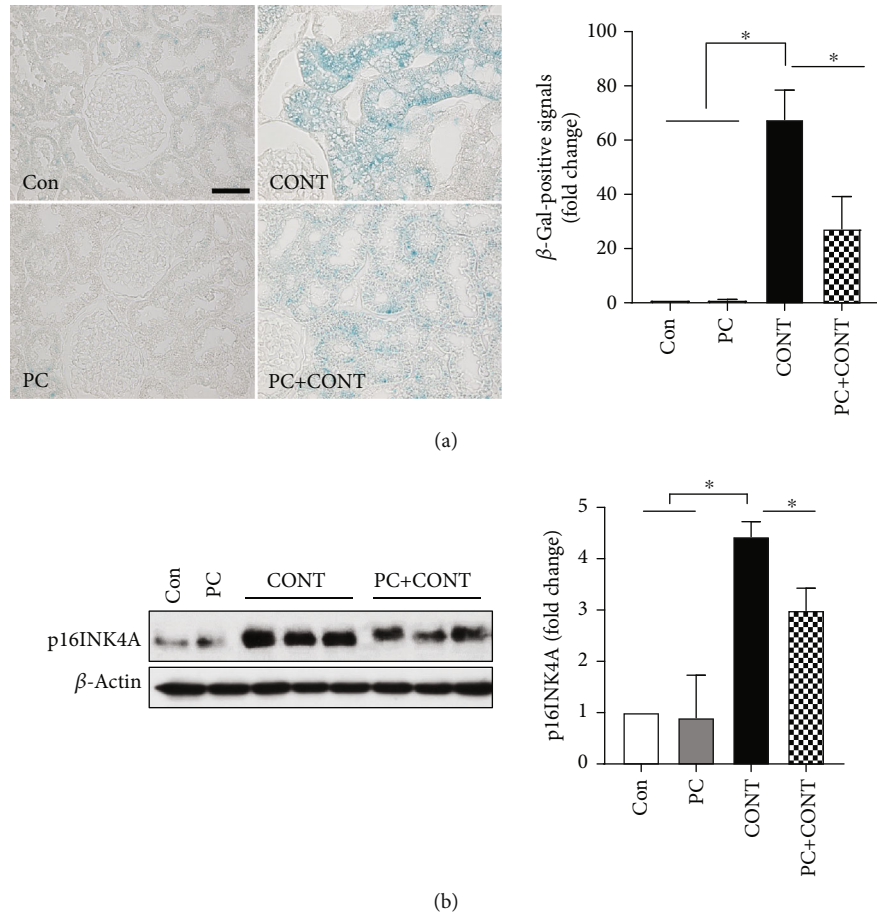 Con
CONT
PC
PC+CONT
β-Gal-positive signals
(fold change)
100
80
60
40
20
0
*
*
Con
PC
CONT
PC+CONT
(a)
Con
PC
CONT
PC+CONT
p16INK4A
β-Actin
p16INK4A (fold change)
5
4
3
2
1
0
*
*
Con
PC
CONT
PC+CONT
(b)